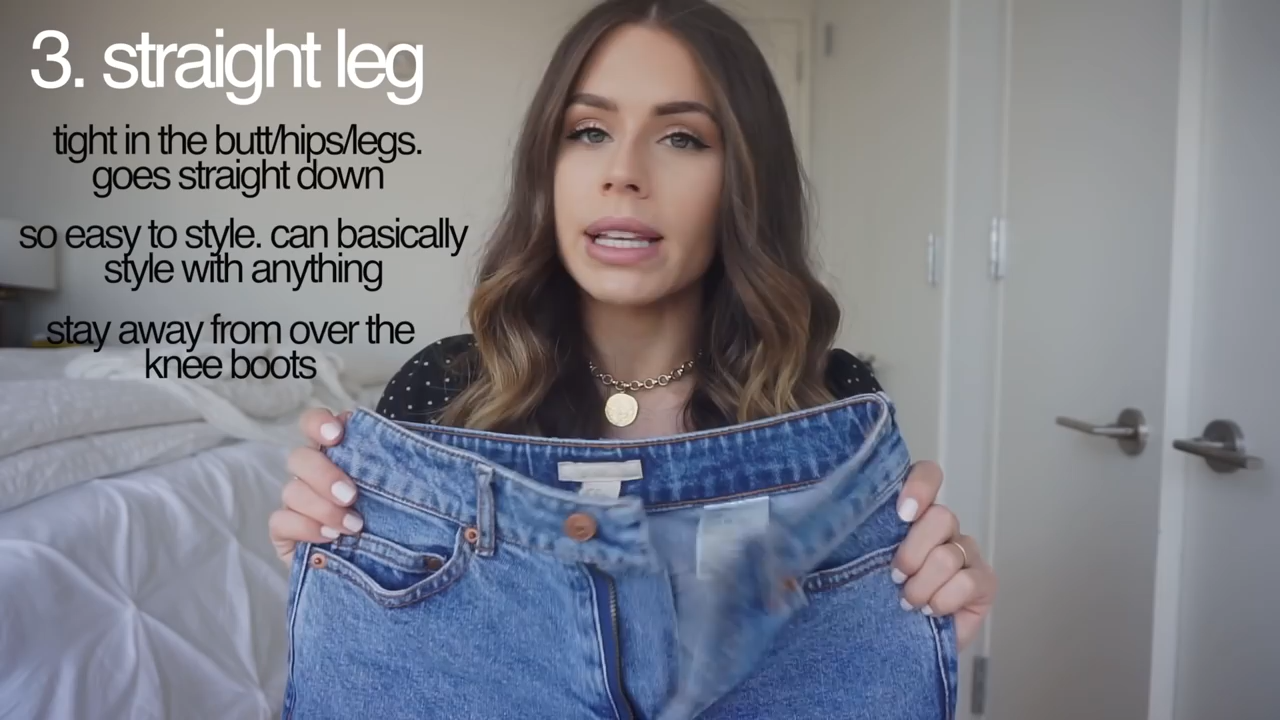 3. straight leg
tight in the butt/hips/legs.
goes straight down
so easy to style. can basically
style with anything
stay away from over the
knee boots